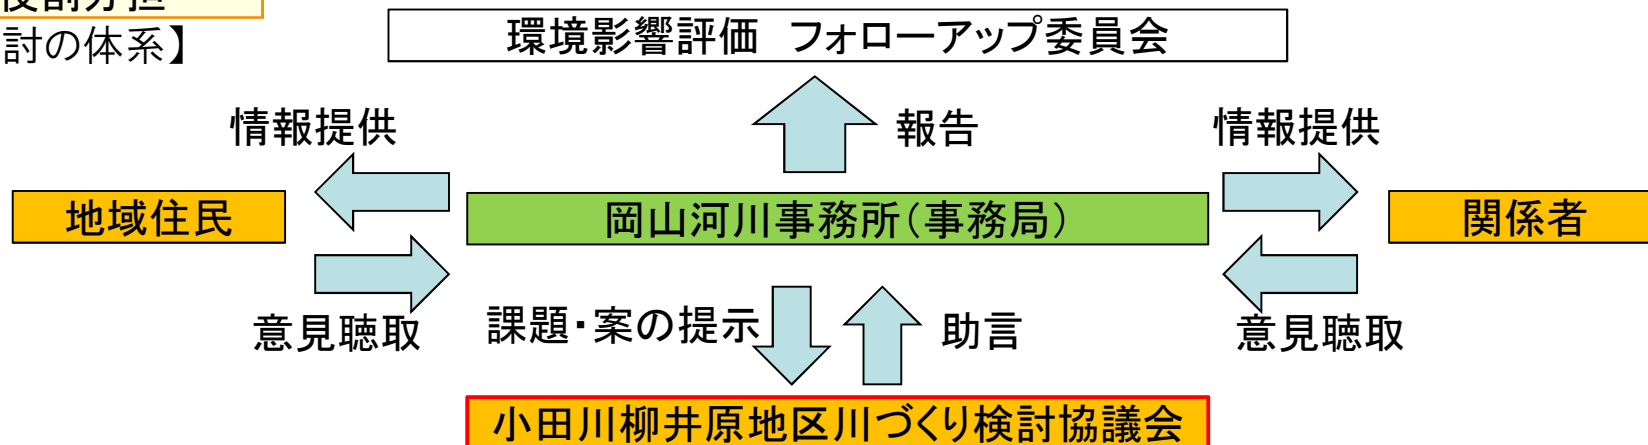 役割分担
討の体系】
環境影響評価 フォローアップ委員会
情報提供
報告
情報提供
地域住民
岡山河川事務所(事務局)
関係者
意見聴取
課題・案の提示
助言
意見聴取
小田川柳井原地区川づくり検討協議会